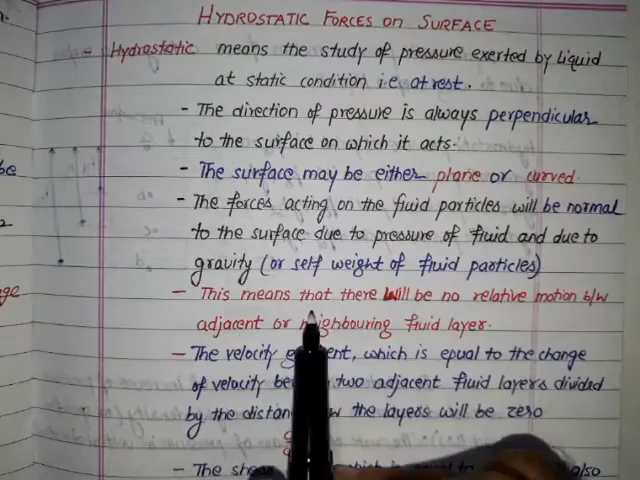 HYDROSTATIC FORCES ON SURFACE
- Hydrostatic means the study of pressure exerted by liquid
at static condition i.e at rest.
- The direction of pressure is always perpendicular
to the surface on which it acts.
- The surface may be either plane or curved.
- The forces acting on the fluid particles will be normal
to the surface due to pressure of fluid and due to
gravity (or self weight of fluid particles)
- This means that there will be no relative motion b/w
adjacent or neighbouring fluid layer.
- The velocity which is equal to the change
of velocity two adjacent fluid layers divided
by the the layers will be zero
- The also